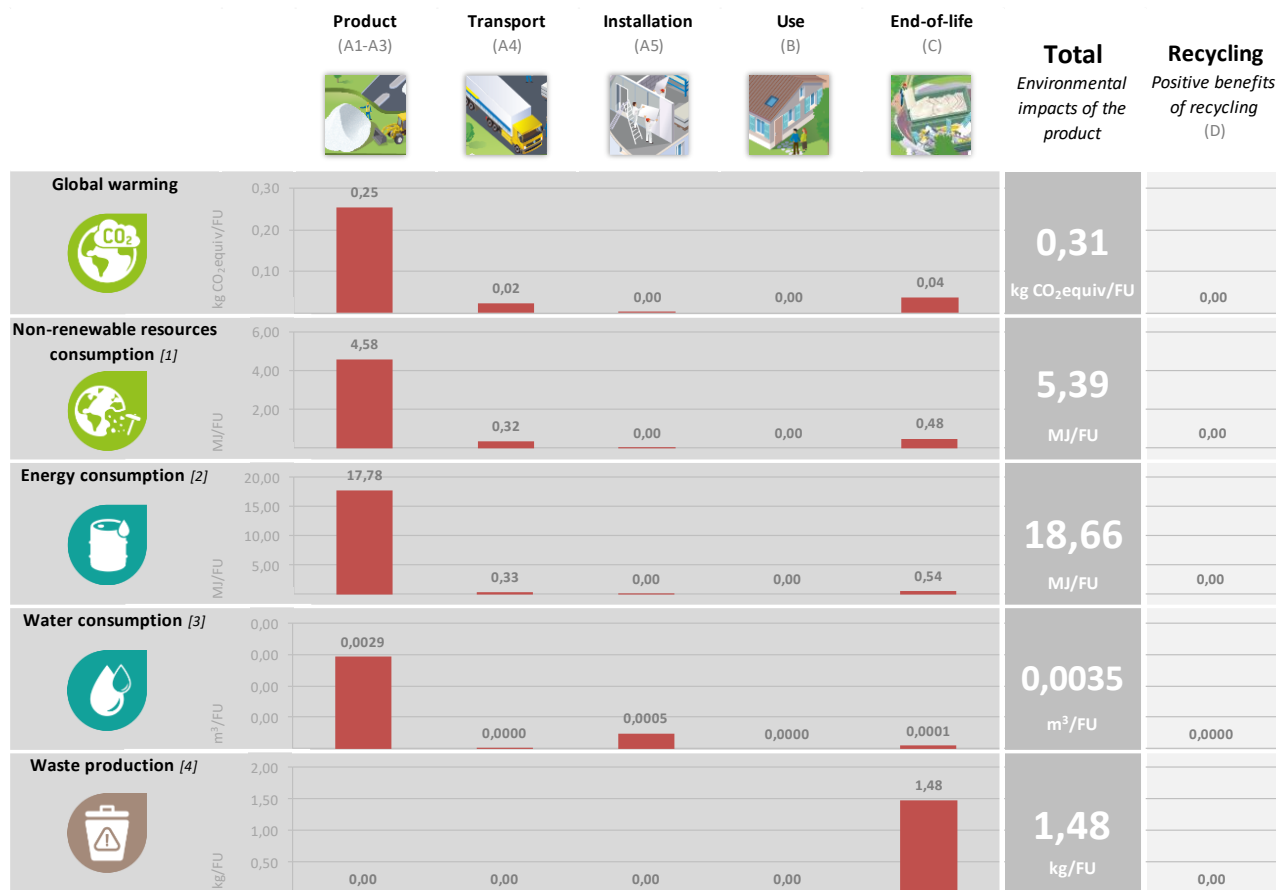 Product
(A1-A3)
Transport
(A4)
Installation
(A5)
Use
(B)
End-of-life
(C)
Total
Environmental
impacts of the
product
Recycling
Positive benefits
of recycling
(D)
Global warming
CO₂
kg CO₂equiv/FU
0,30
0,20
0,10
0,25
0,02
0,00
0,00
0,04
0,31
kg CO₂equiv/FU
0,00
Non-renewable resources
consumption [1]
MJ/FU
6,00
4,00
2,00
4,58
0,32
0,00
0,00
0,48
5,39
MJ/FU
0,00
Energy consumption [2]
MJ/FU
20,00
15,00
10,00
5,00
17,78
0,33
0,00
0,00
0,54
18,66
MJ/FU
0,00
Water consumption [3]
m³/FU
0,00
0,00
0,00
0,00
0,0029
0,0000
0,0005
0,0000
0,0001
0,0035
m³/FU
0,0000
Waste production [4]
kg/FU
2,00
1,50
1,00
0,50
0,00
0,00
0,00
0,00
1,48
1,48
kg/FU
0,00